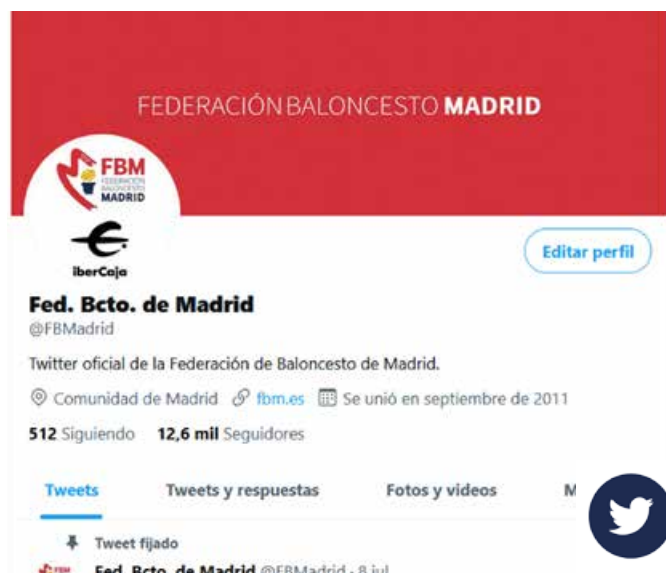 FEDERACIÓN BALONCESTO MADRID
FBM
FEDERACIÓN
BALONCESTO
MADRID
iberCaja
Editar perfil
Fed. Bcto. de Madrid
@FBMadrid
Twitter oficial de la Federación de Baloncesto de Madrid.
Comunidad de Madrid fbm.es Se unió en septiembre de 2011
512 Siguiendo 12,6 mil Seguidores
Tweets Tweets y respuestas Fotos y videos M
Tweet fijado
FBM Fed. Bcto. de Madrid @FBMadrid · 8 jul.